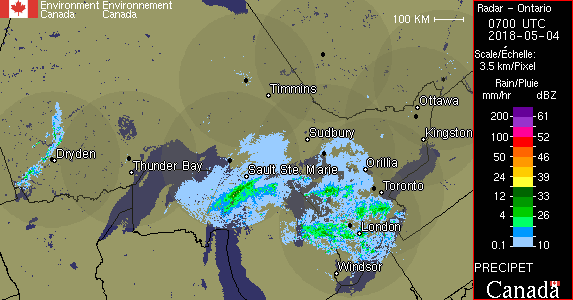 Environment Environnement
Canada Canada
100 KM
Timmins
Ottawa
Sudbury
Kingston
Dryden
Thunder Bay
Sault Ste. Marie
Orillia
Toronto
London
Windsor
Radar - Ontario
0700 UTC
2018-05-04
Scale/Échelle:
3.5 km/Pixel
Rain/Pluie
mm/hr dBZ
200 61
100 52
50 46
24 39
12 33
4 26
0.1 10
PRECIPET
Canada